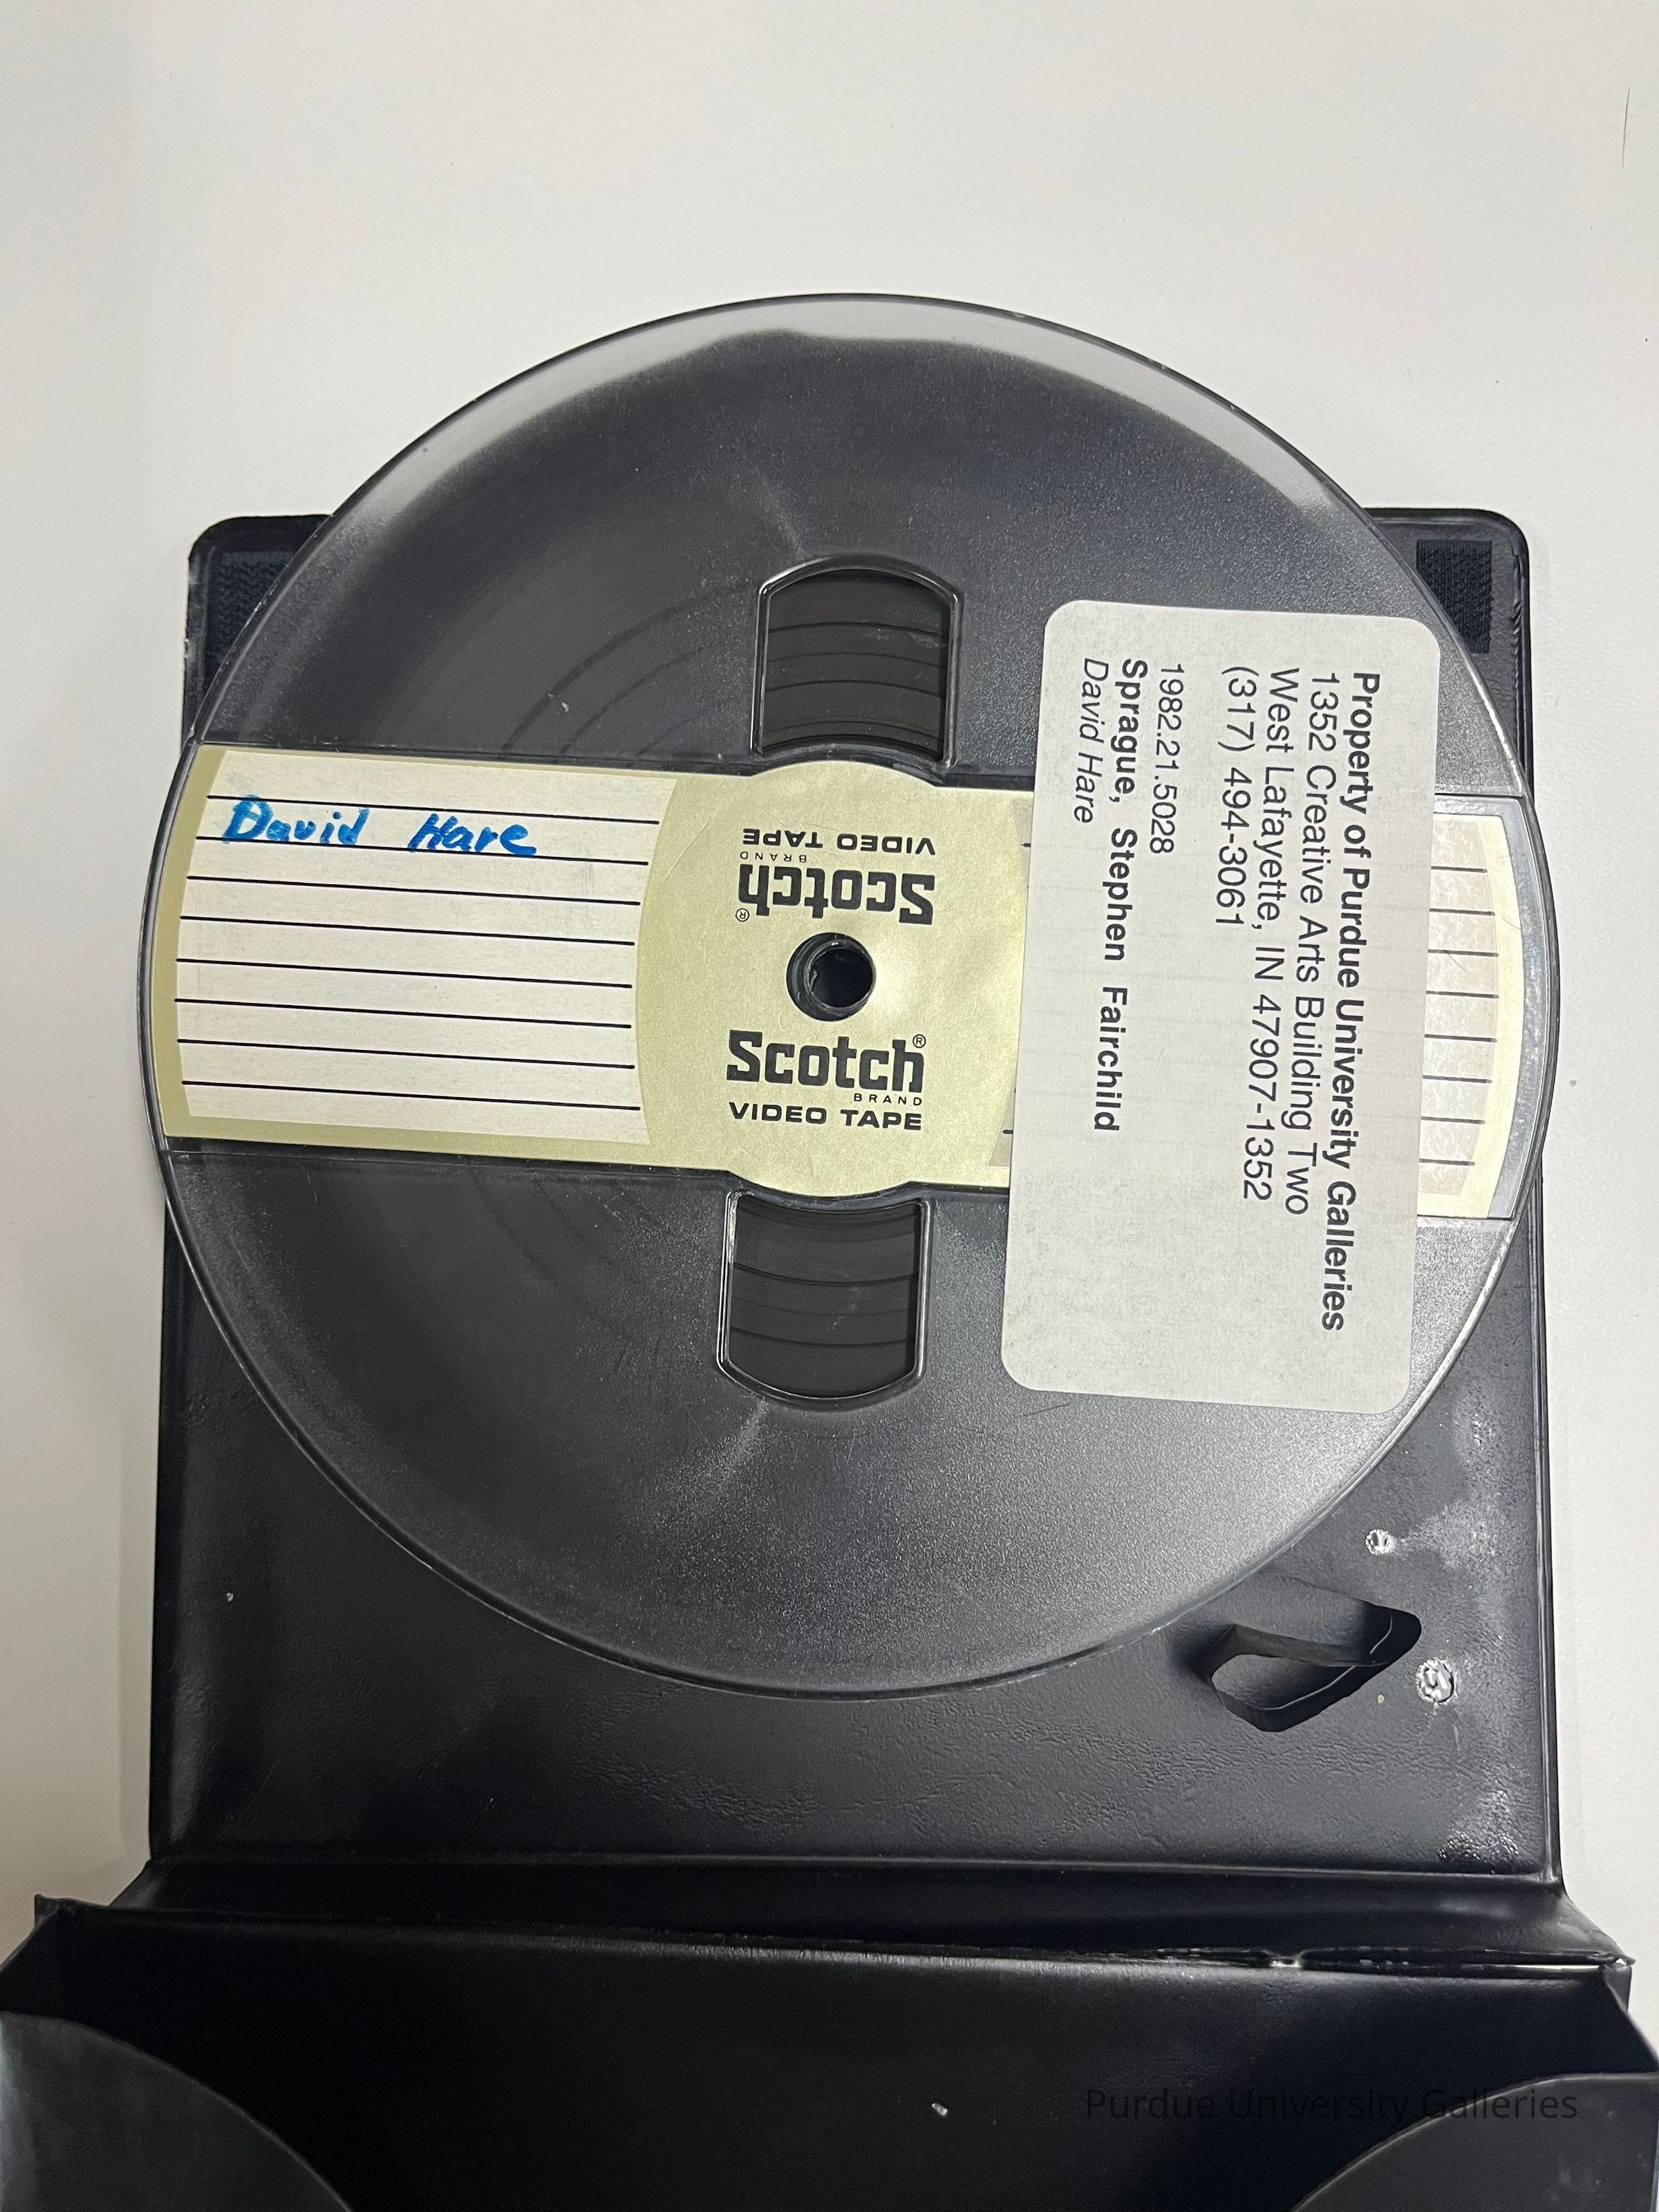 David Hare
VIDEO TAPE
BRAND
Scotch®
Scotch®
BRAND
VIDEO TAPE
Property of Purdue University Galleries
1352 Creative Arts Building Two
West Lafayette, IN 47907-1352
(317) 494-3061
1982.21.5028
Sprague, Stephen Fairchild
David Hare
Purdue University Galleries